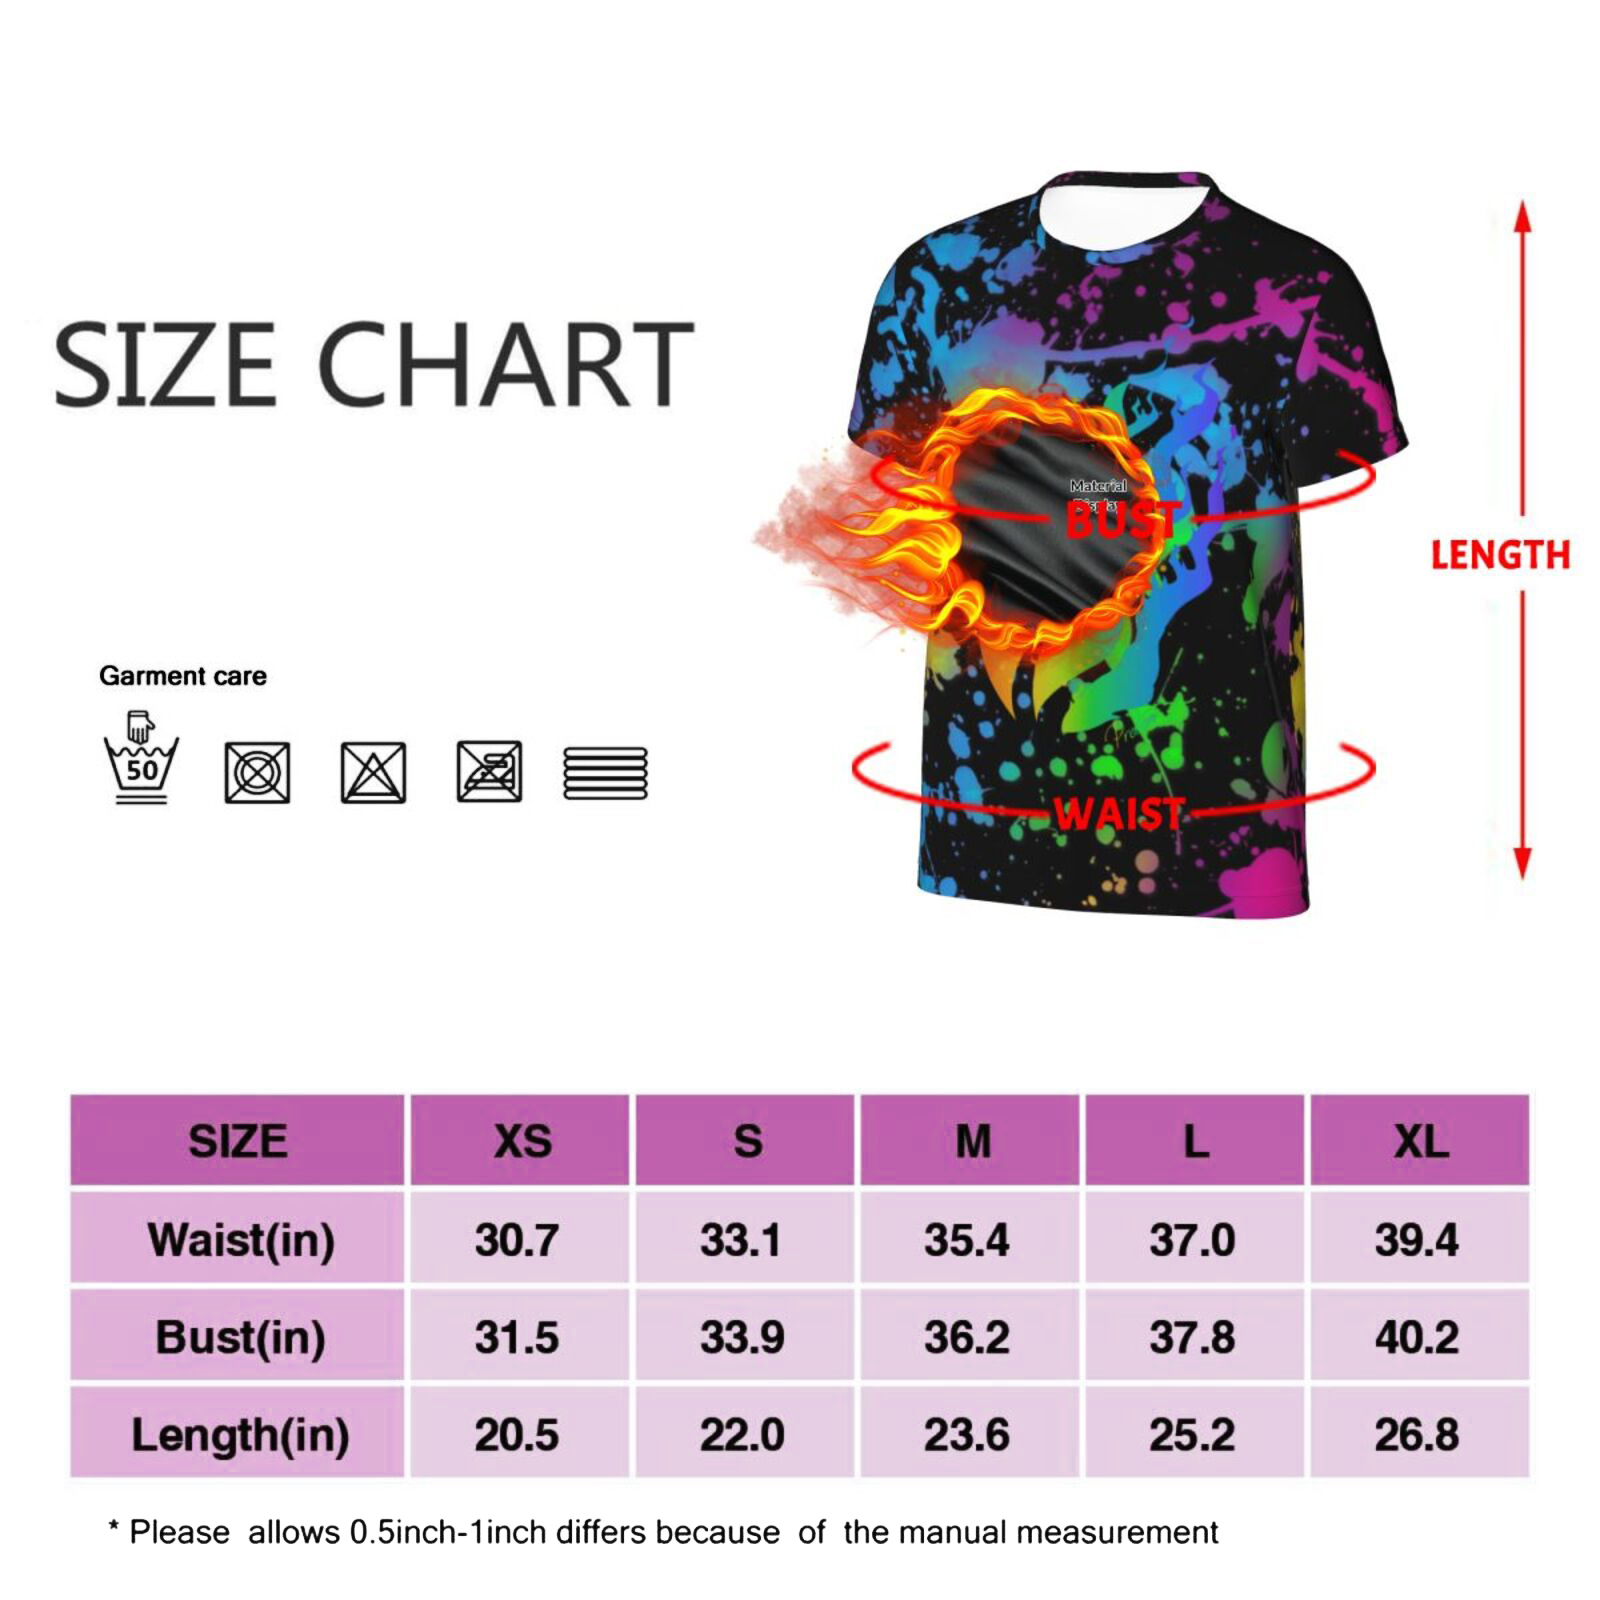 SIZE CHART
Material
Display
BUST
LENGTH
Garment care
50
WAIST
SIZE XS S M L XL
Waist(in) 30.7 33.1 35.4 37.0 39.4
Bust(in) 31.5 33.9 36.2 37.8 40.2
Length(in) 20.5 22.0 23.6 25.2 26.8
* Please allows 0.5inch-1inch differs because of the manual measurement